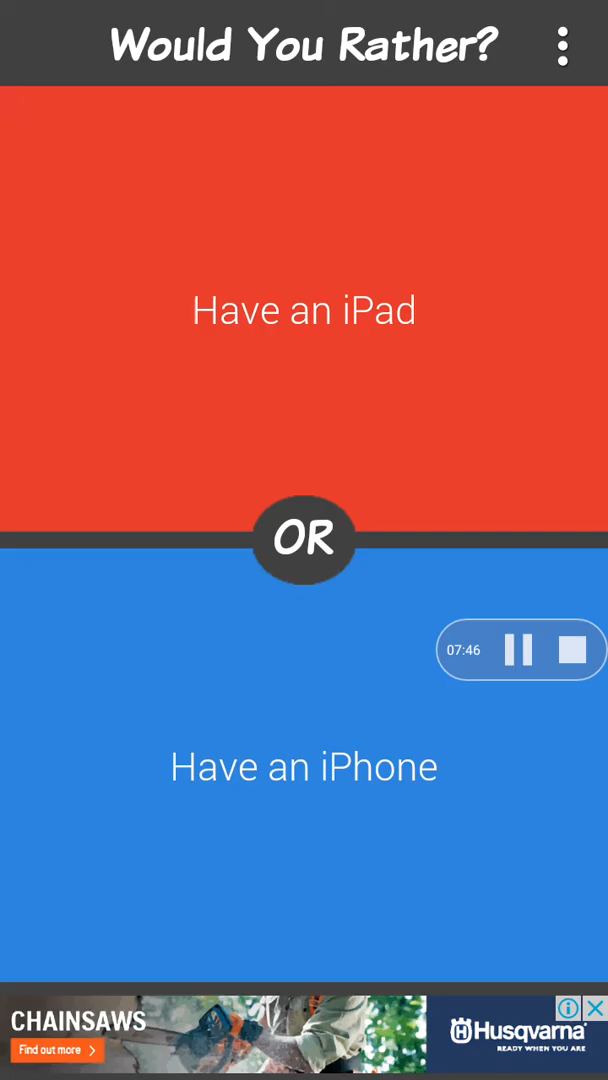 Would You Rather?
Have an iPad
OR
07:46
Have an iPhone
CHAINSAWS
Find out more
Husqvarna
READY WHEN YOU ARE